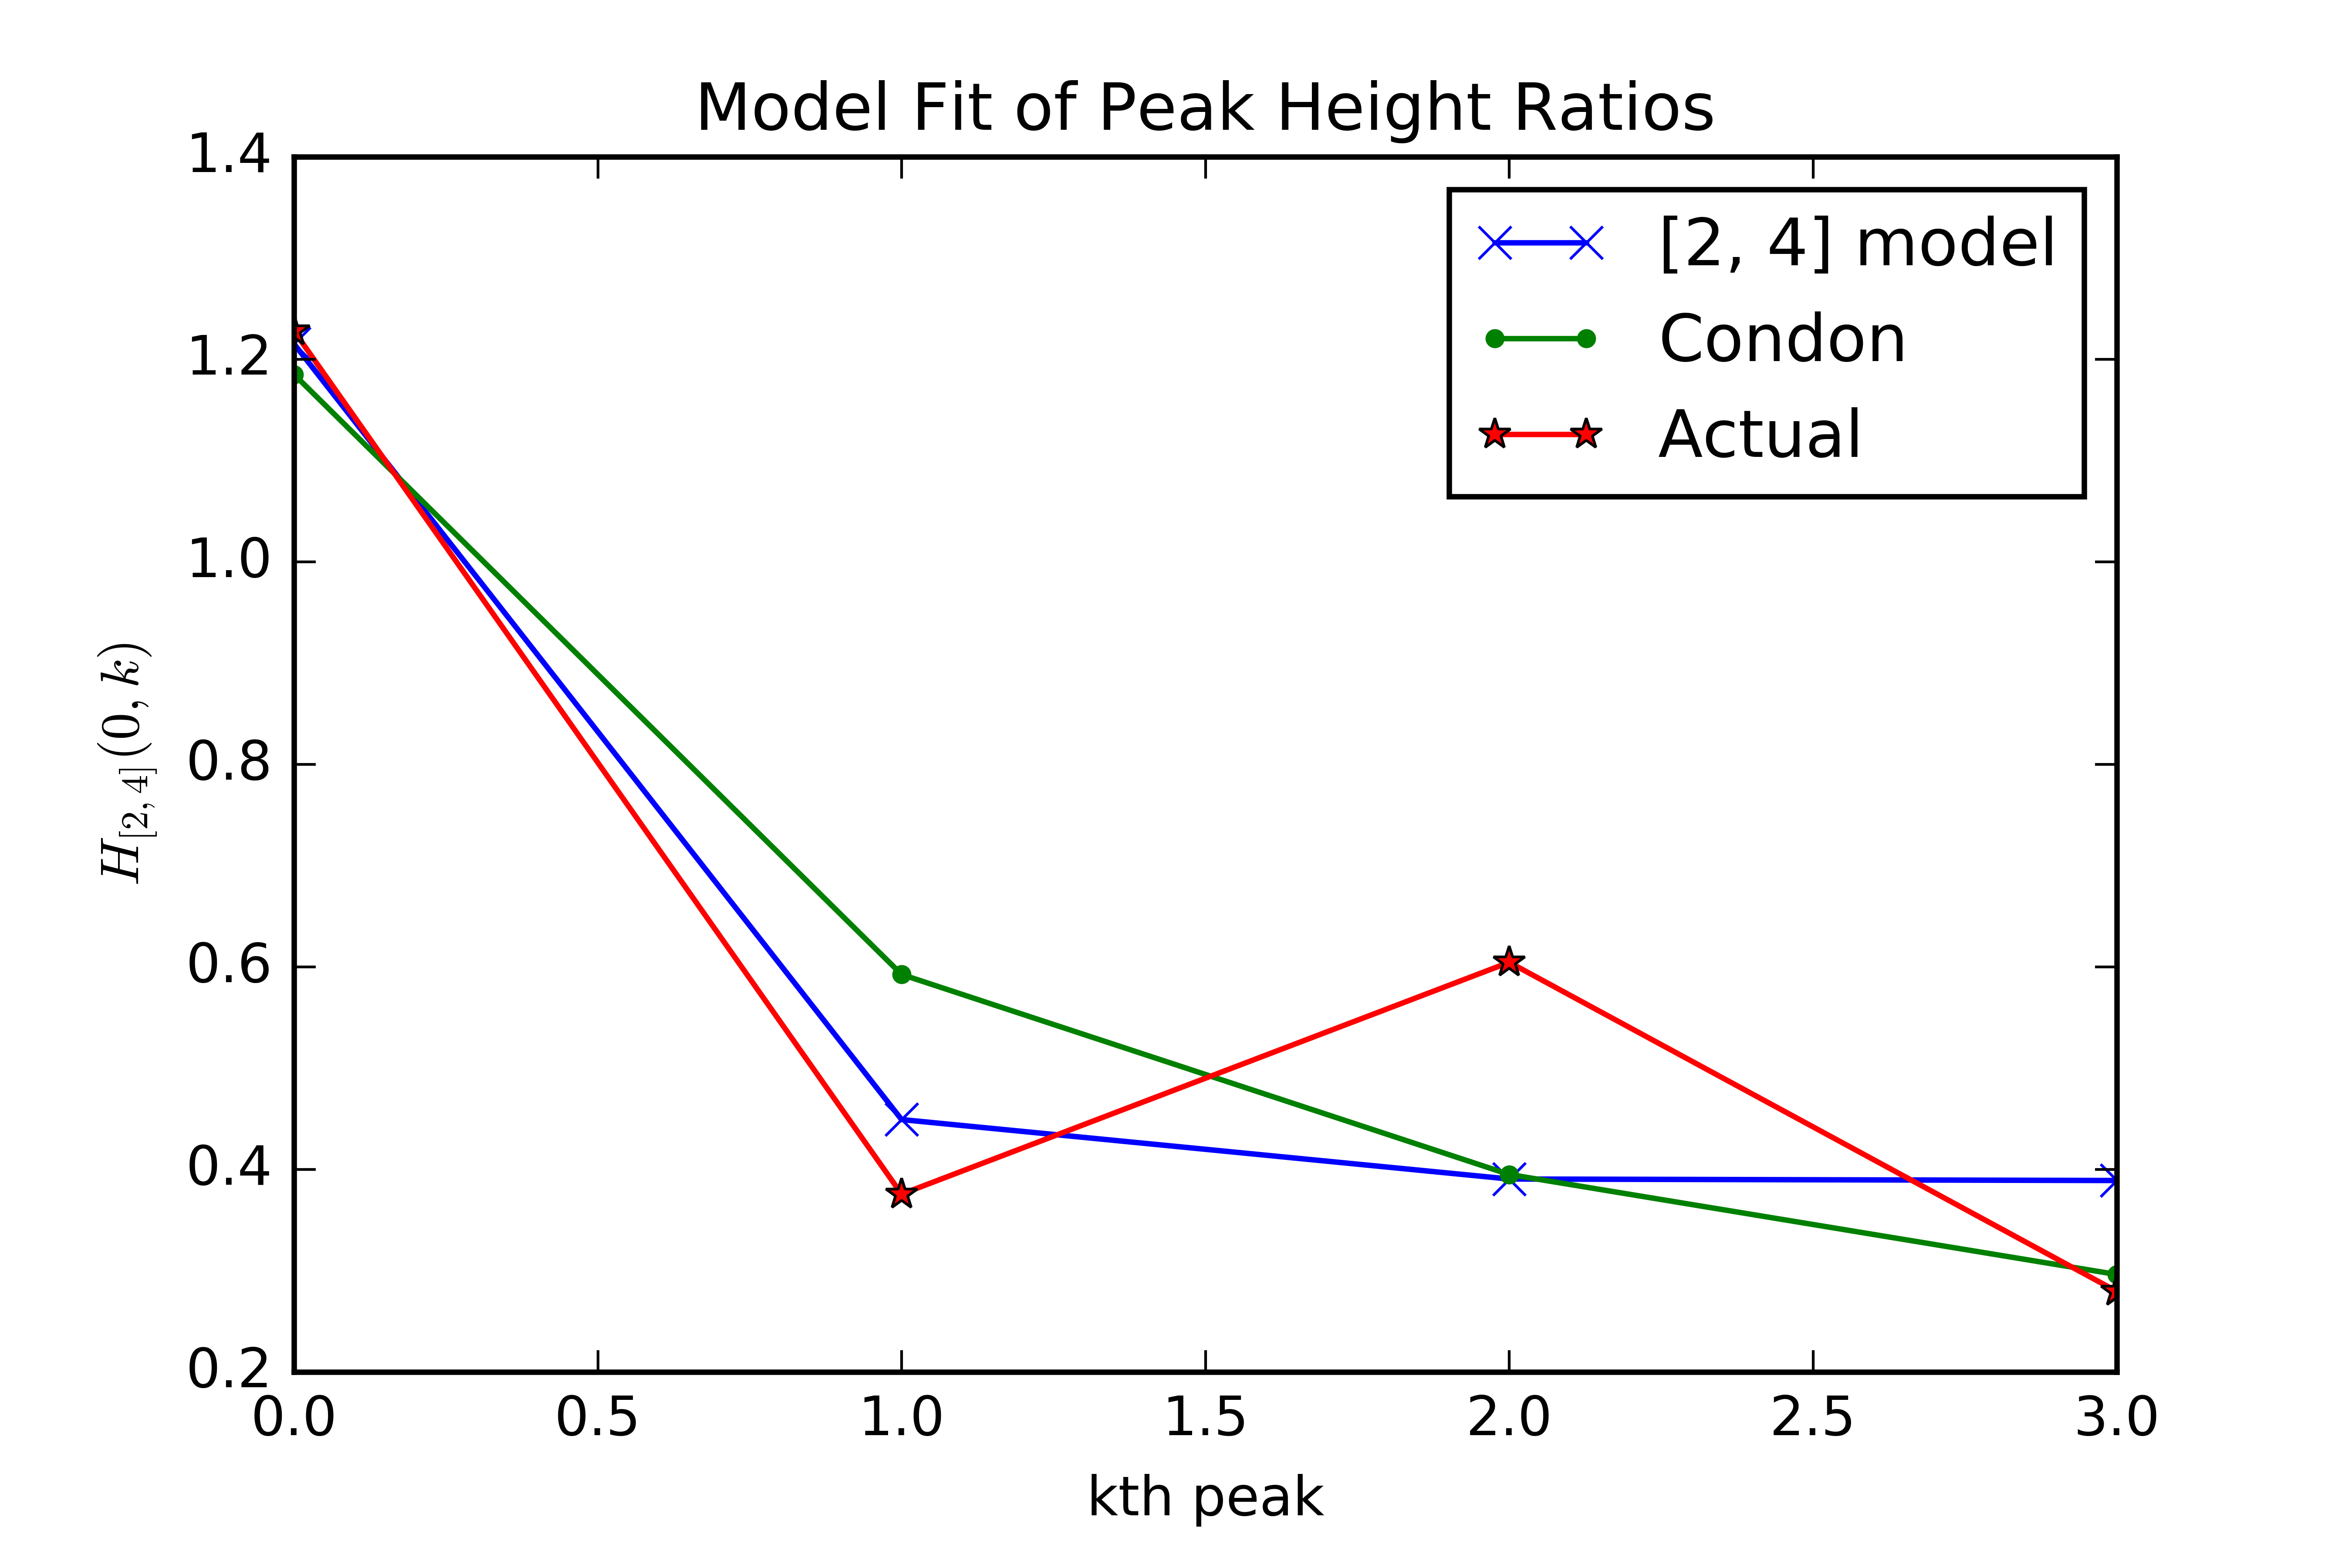 Model Fit of Peak Height Ratios
1.4
1.2
1.0
0.8
0.6
0.4
0.2
H[2, 4](0, k)
[2, 4] model
Condon
Actual
0.0 0.5 1.0 1.5 2.0 2.5 3.0
kth peak